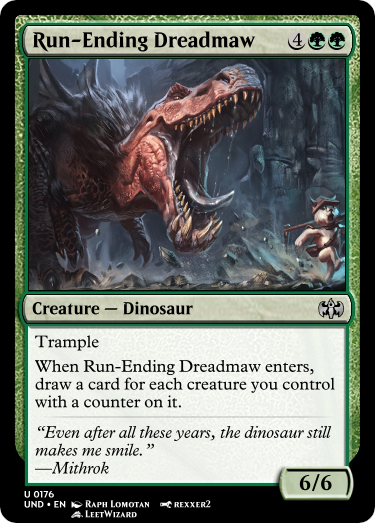 Run-Ending Dreadmaw 4
Creature — Dinosaur
Trample
When Run-Ending Dreadmaw enters,
draw a card for each creature you control
with a counter on it.
“Even after all these years, the dinosaur still
makes me smile.”
—Mithrok
6/6
U 0176
UND • EN Raph Lomotan rexxer2
LeetWizard